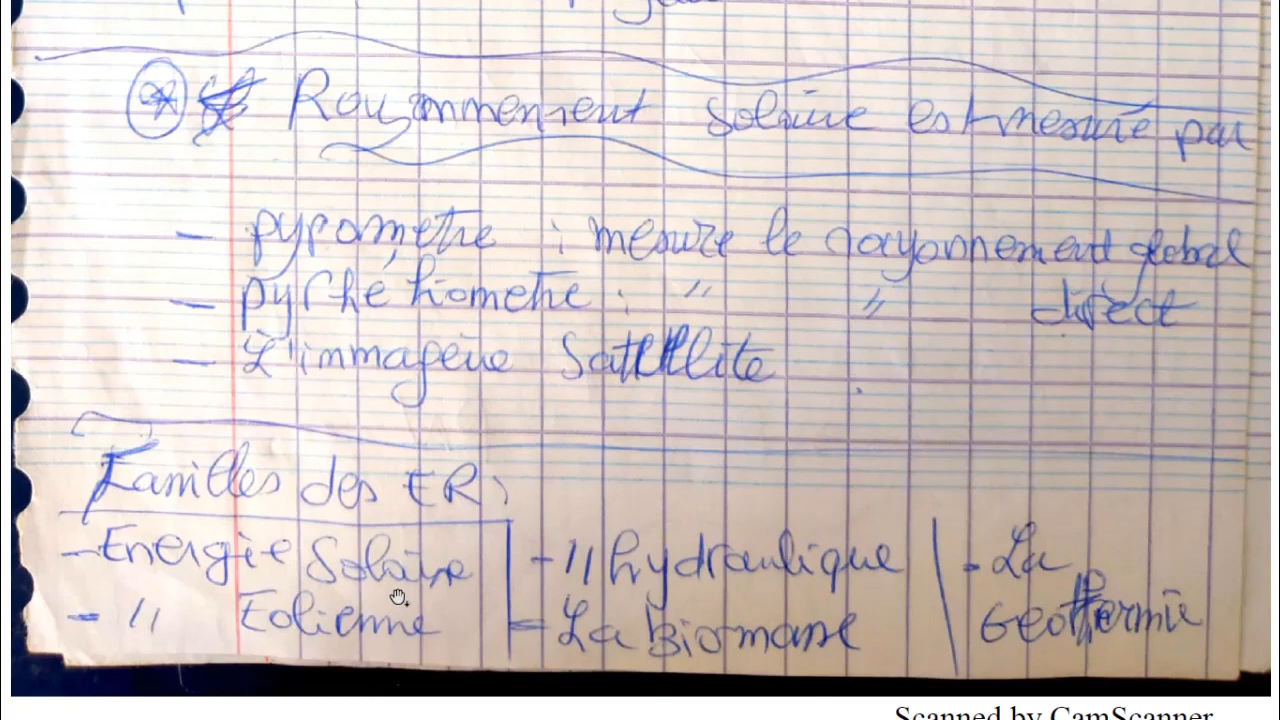 Rayonnement solaire est mesuré par
- pyromètre : mesure le rayonnement global
- pyrhéliomètre : " " direct
- L'immagerie Satellite
Familles des ER :
- Energie Solaire
- " Eolienne
- " hydraulique
- La Biomasse
- La
Geothermie
Scanned by CamScanner